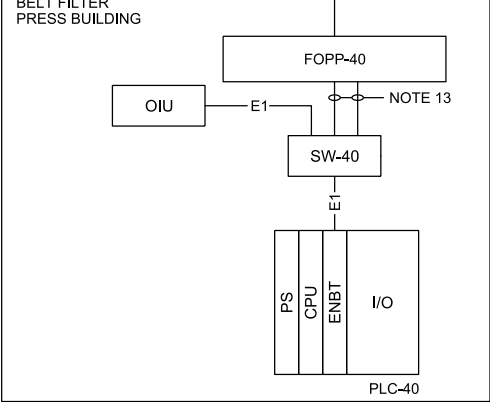 BELT FILTER
PRESS BUILDING
FOPP-40
OIU
E1
NOTE 13
SW-40
E1
PS
CPU
ENBT
I/O
PLC-40